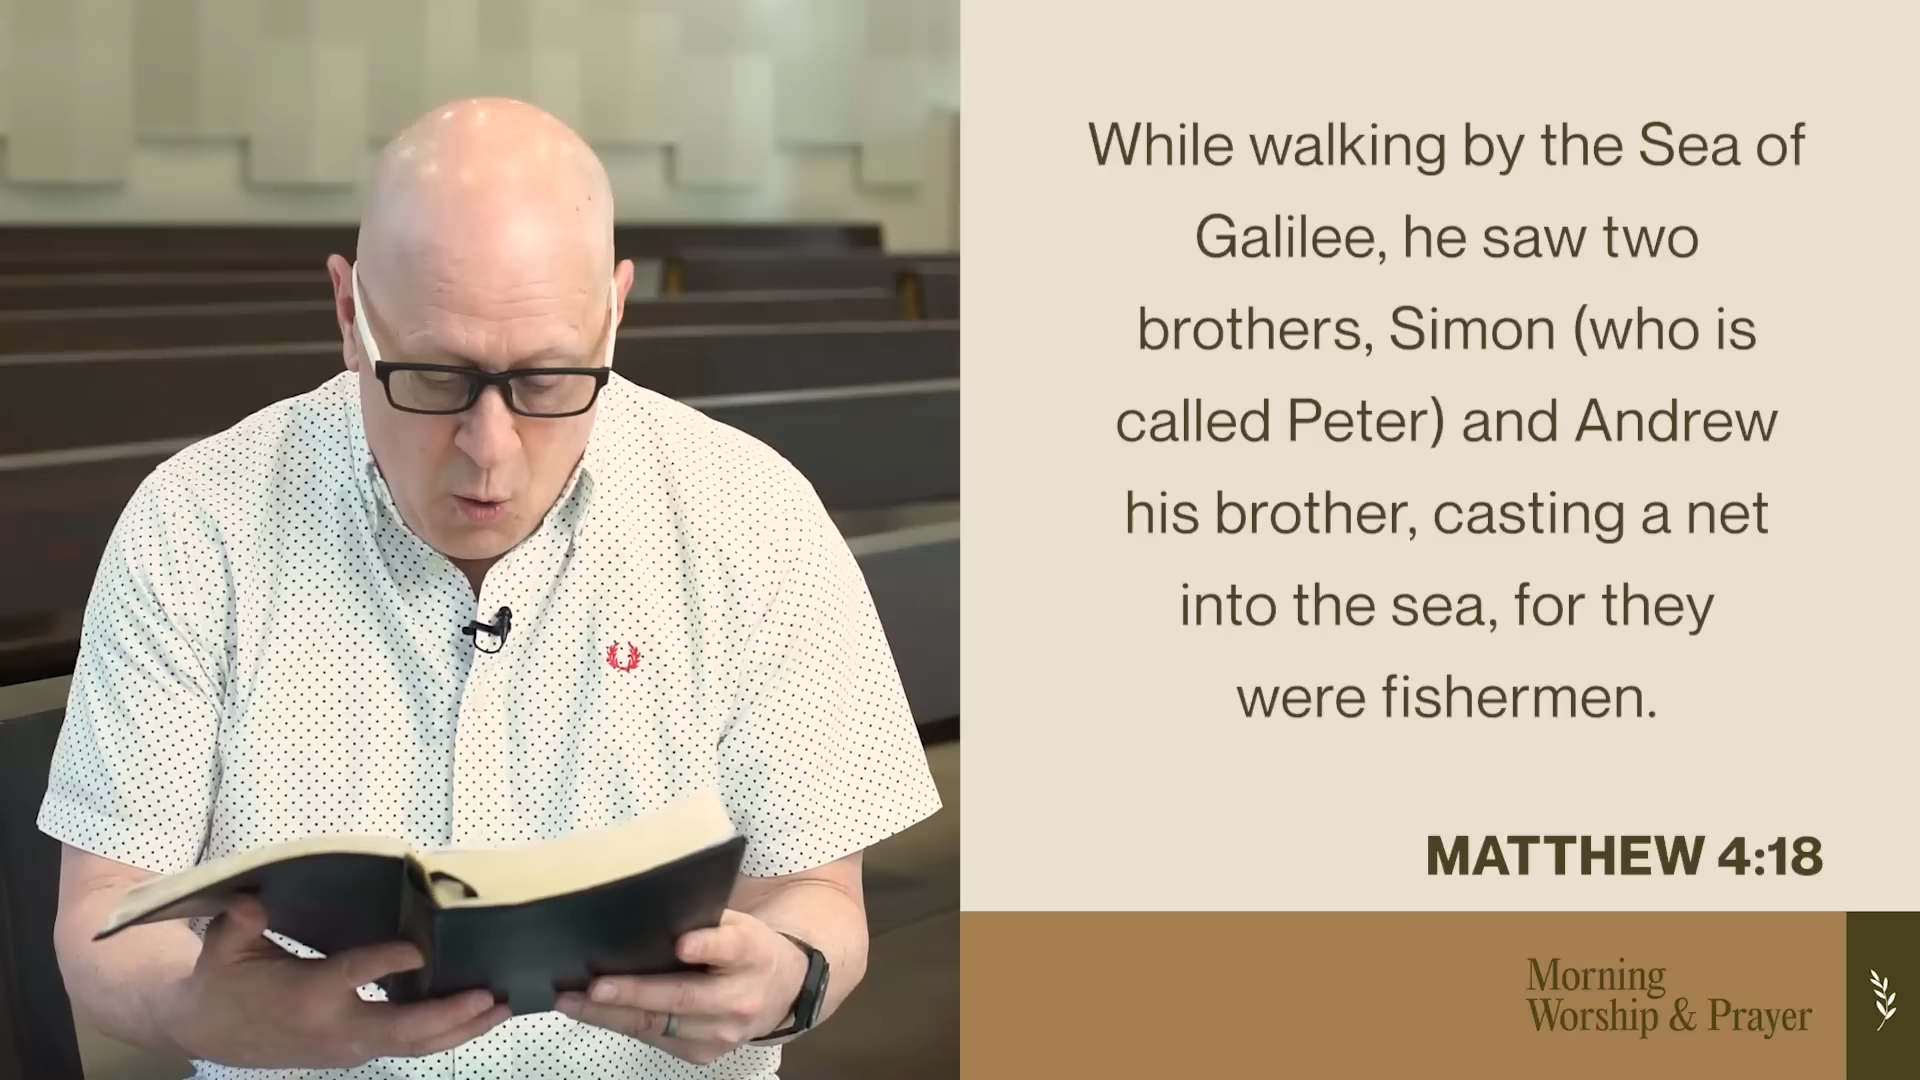 While walking by the Sea of
Galilee, he saw two
brothers, Simon (who is
called Peter) and Andrew
his brother, casting a net
into the sea, for they
were fishermen.
MATTHEW 4:18
Morning
Worship & Prayer